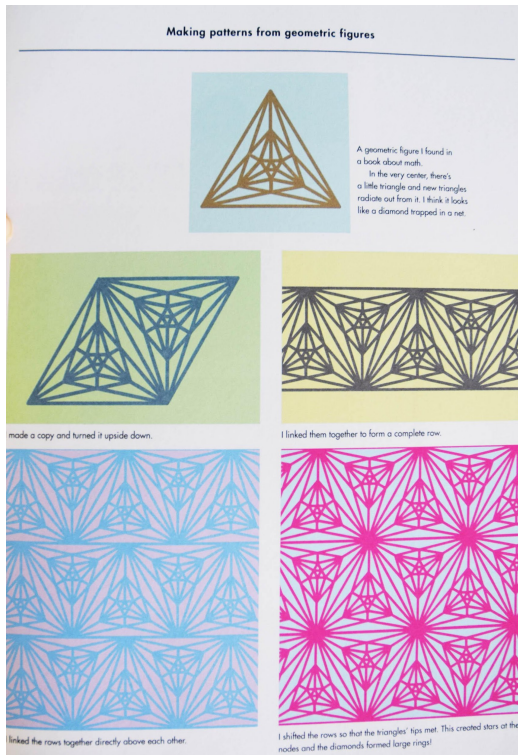 Making patterns from geometric figures
A geometric figure I found in
a book about math.
In the very center, there's
a little triangle and new triangles
radiate out from it. I think it looks
like a diamond trapped in a net.
made a copy and turned it upside down.
I linked them together to form a complete row.
linked the rows together directly above each other.
I shifted the rows so that the triangles' tips met. This created stars at the
nodes and the diamonds formed large rings!